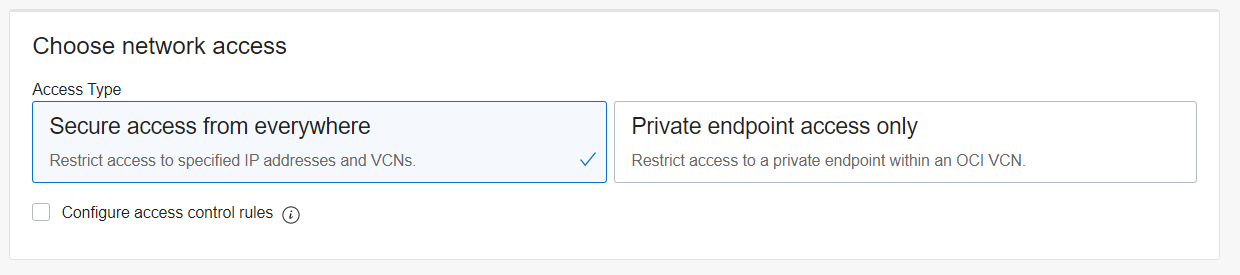 Choose network access
Access Type
Secure access from everywhere
Restrict access to specified IP addresses and VCNs.
Private endpoint access only
Restrict access to a private endpoint within an OCI VCN.
Configure access control rules